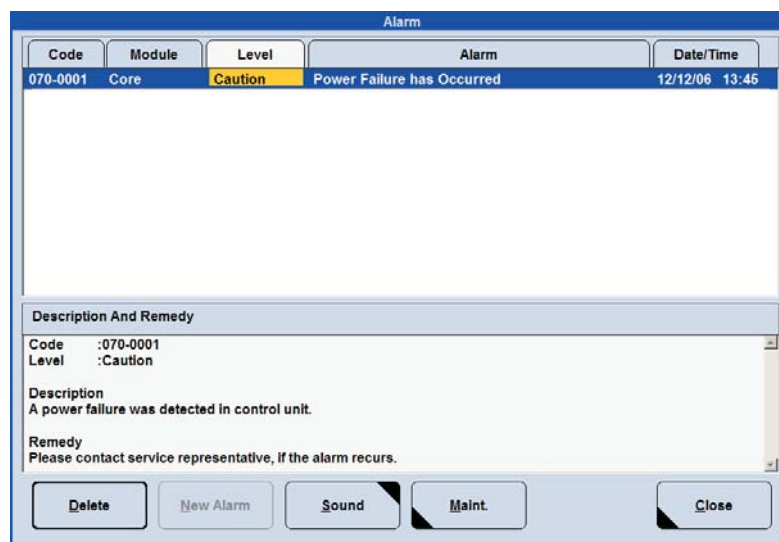 Alarm
Code Module Level Alarm Date/Time
070-0001 Core Caution Power Failure has Occurred 12/12/06 13:45
Description And Remedy
Code :070-0001
Level :Caution
Description
A power failure was detected in control unit.
Remedy
Please contact service representative, if the alarm recurs.
Delete New Alarm Sound Maint. Close